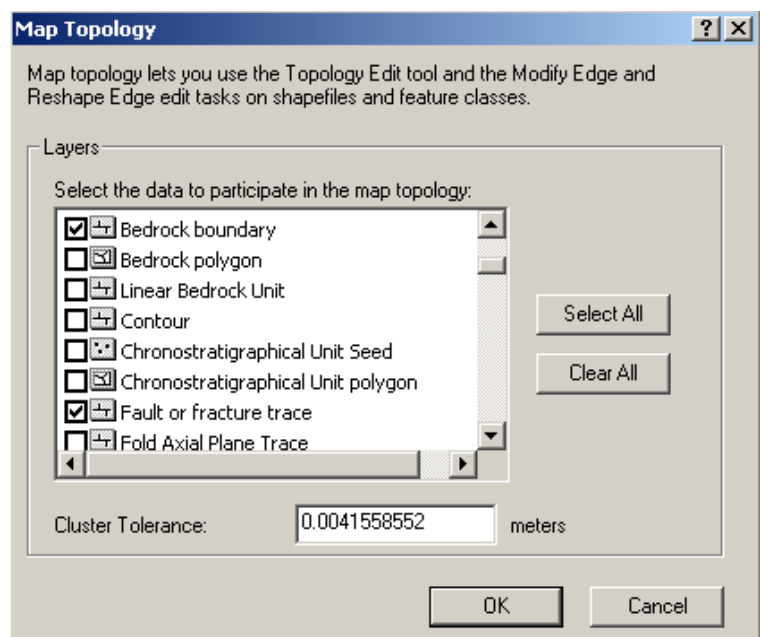 Map Topology
Map topology lets you use the Topology Edit tool and the Modify Edge and
Reshape Edge edit tasks on shapefiles and feature classes.
Layers
Select the data to participate in the map topology:
Bedrock boundary
Bedrock polygon
Linear Bedrock Unit
Contour
Chronostratigraphical Unit Seed
Chronostratigraphical Unit polygon
Fault or fracture trace
Fold Axial Plane Trace
Select All
Clear All
Cluster Tolerance: 0.0041558552 meters
OK Cancel